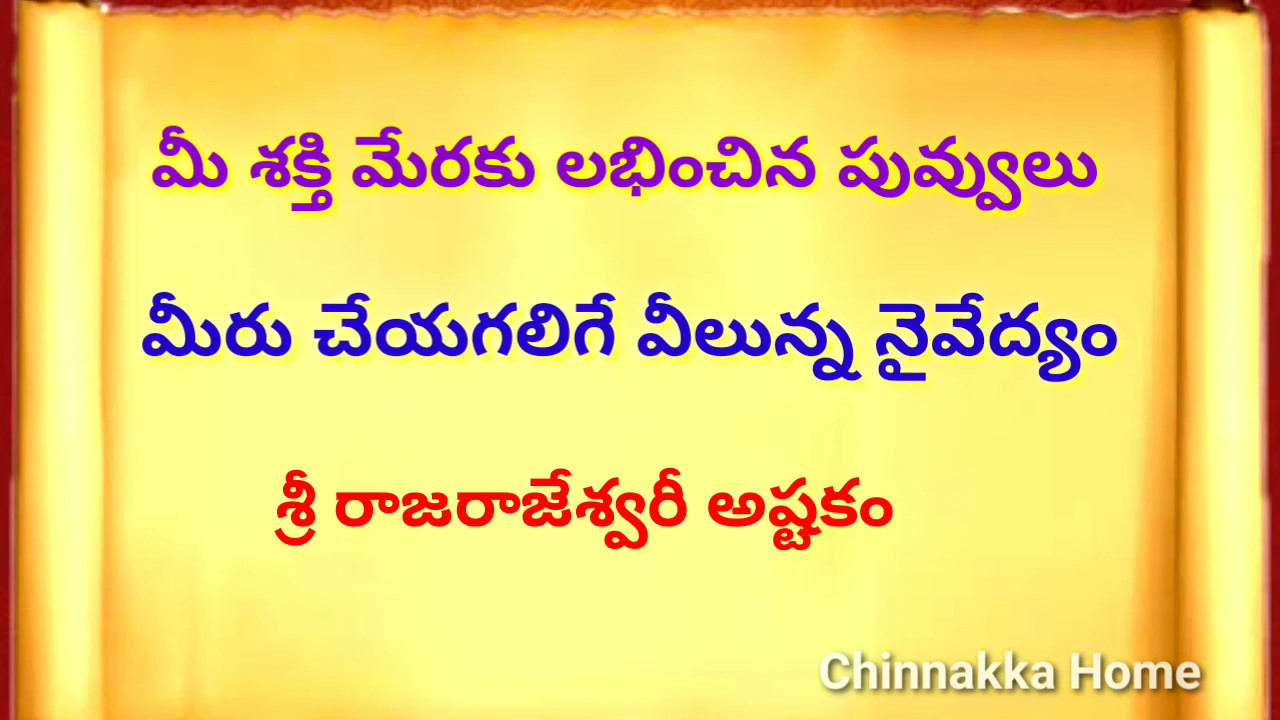 మీ శక్తి మేరకు లభించిన పువ్వులు
మీరు చేయగలిగే వీలున్న నైవేద్యం
శ్రీ రాజరాజేశ్వరీ అష్టకం
Chinnakka Home